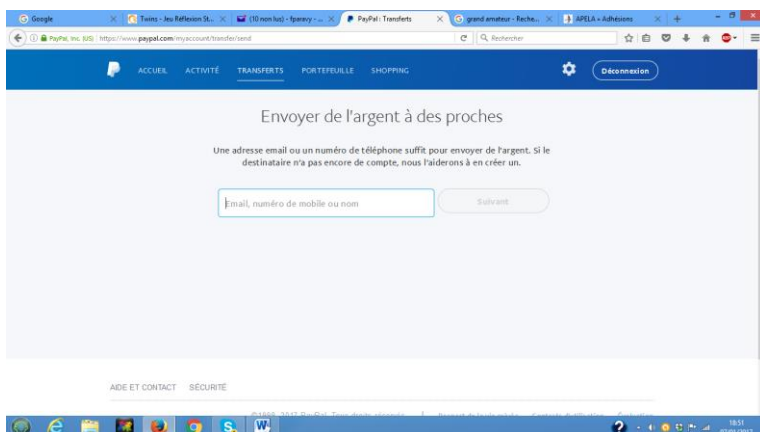 Google
Twins - Jeu Réflexion St...
(10 non lus) - fparevy - ...
PayPal : Transferts
grand amateur - Reche...
APELA » Adhésions
PayPal, Inc. (US)
https://www.paypal.com/myaccount/transfer/send
Rechercher
ACCUEIL ACTIVITÉ TRANSFERTS PORTEFEUILLE SHOPPING
Déconnexion
Envoyer de l'argent à des proches
Une adresse email ou un numéro de téléphone suffit pour envoyer de l'argent. Si le
destinataire n'a pas encore de compte, nous l'aiderons à en créer un.
Email, numéro de mobile ou nom
Suivant
AIDE ET CONTACT SÉCURITÉ
18:51